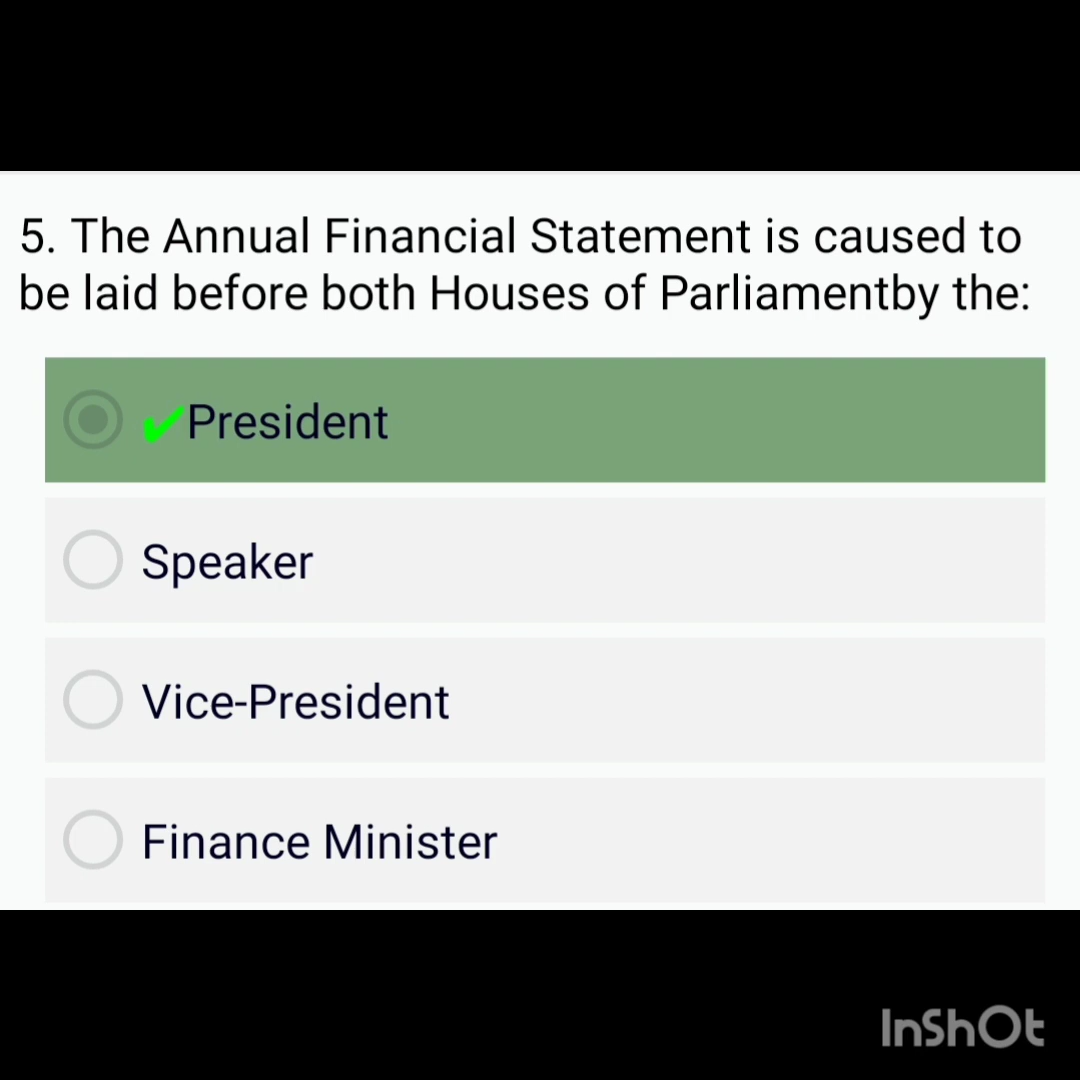 5. The Annual Financial Statement is caused to
be laid before both Houses of Parliamentby the:
✔President
Speaker
Vice-President
Finance Minister
InShOt